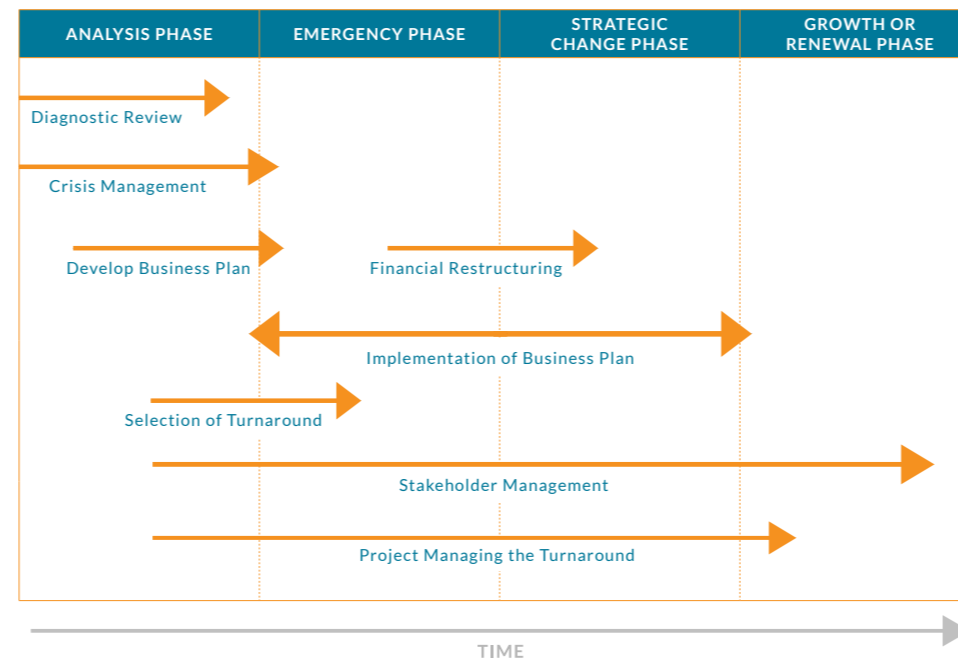 ANALYSIS PHASE
EMERGENCY PHASE
STRATEGIC
CHANGE PHASE
GROWTH OR
RENEWAL PHASE
Diagnostic Review
Crisis Management
Develop Business Plan
Financial Restructuring
Implementation of Business Plan
Selection of Turnaround
Stakeholder Management
Project Managing the Turnaround
TIME